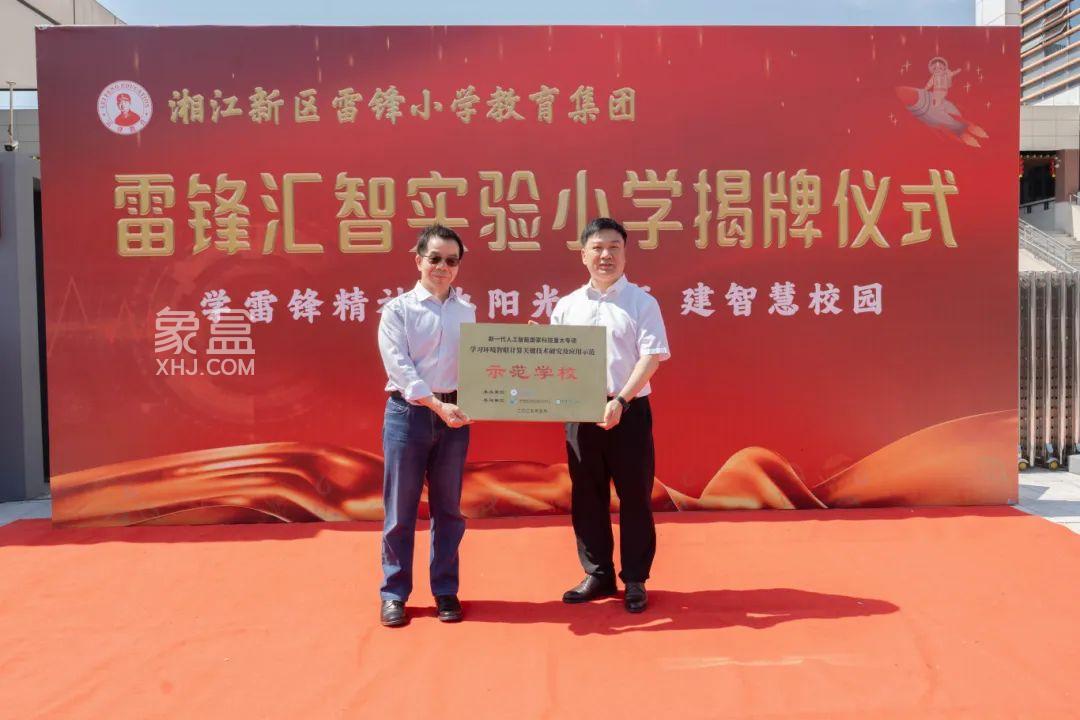 LEI FENG EDUCATION
湘江新区雷锋小学教育集团
雷锋汇智实验小学揭牌仪式
学雷锋精神 阳光 建智慧校园
象盒
XHJ.COM
新一代人工智能国家科技重大专项
学习环境智联计算关键技术研究及应用示范
示范学校